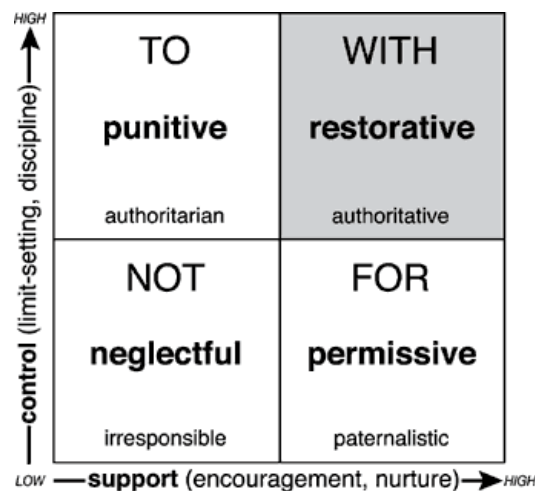 HIGH
TO
punitive
authoritarian
WITH
restorative
authoritative
NOT
neglectful
irresponsible
FOR
permissive
paternalistic
control (limit-setting, discipline)
LOW
support (encouragement, nurture)
HIGH